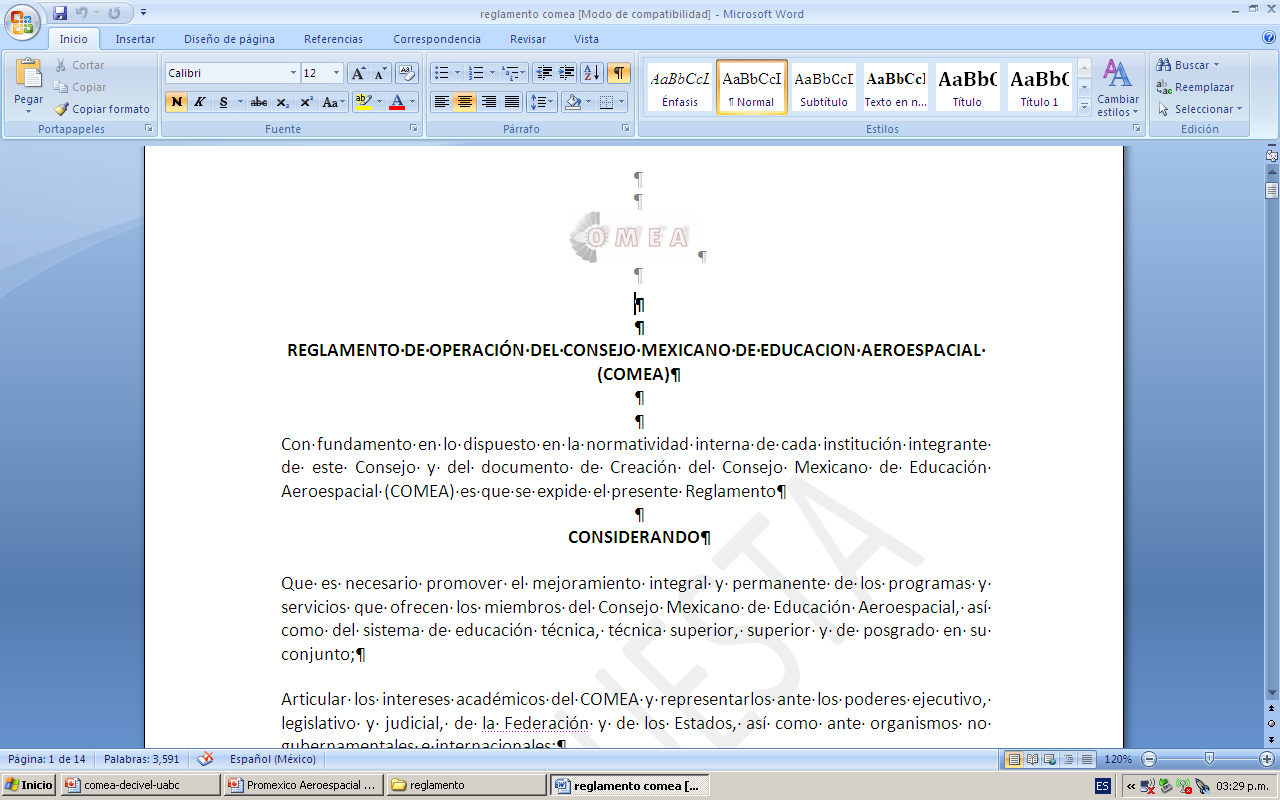 reglamento comea [Modo de compatibilidad] - Microsoft Word
Inicio Insertar Diseño de página Referencias Correspondencia Revisar Vista
Pegar
Cortar
Copiar
Copiar formato
Portapapeles
Calibri 12
N K S abc x₂ x² Aa ab A
Fuente
Párrafo
AaBbCcI AaBbCcI AaBbCcI AaBbCcI AaBbC AaBbC
Énfasis ¶ Normal Subtítulo Texto en n... Título Título 1
Cambiar estilos
Estilos
Buscar
Reemplazar
Seleccionar
Edición
¶
¶
OMEA ¶
¶
¶
¶
REGLAMENTO·DE·OPERACIÓN·DEL·CONSEJO·MEXICANO·DE·EDUCACION·AEROESPACIAL·
(COMEA)¶
¶
¶
Con·fundamento·en·lo·dispuesto·en·la·normatividad·interna·de·cada·institución·integrante·
de·este·Consejo·y·del·documento·de·Creación·del·Consejo·Mexicano·de·Educación·
Aeroespacial·(COMEA)·es·que·se·expide·el·presente·Reglamento¶
¶
CONSIDERANDO¶
Que·es·necesario·promover·el·mejoramiento·integral·y·permanente·de·los·programas·y·
servicios·que·ofrecen·los·miembros·del·Consejo·Mexicano·de·Educación·Aeroespacial,·así·
como·del·sistema·de·educación·técnica,·técnica·superior,·superior·y·de·posgrado·en·su·
conjunto;¶
Articular·los·intereses·académicos·del·COMEA·y·representarlos·ante·los·poderes·ejecutivo,·
legislativo·y·judicial,·de·la·Federación·y·de·los·Estados,·así·como·ante·organismos·no·
gubernamentales·e·internacionales;¶
UESTA
Página: 1 de 14 Palabras: 3,591 Español (México) 120%
Inicio comea-decivel-uabc Promexico Aeroespacial ... reglamento reglamento comea [... ES « 03:29 p.m.